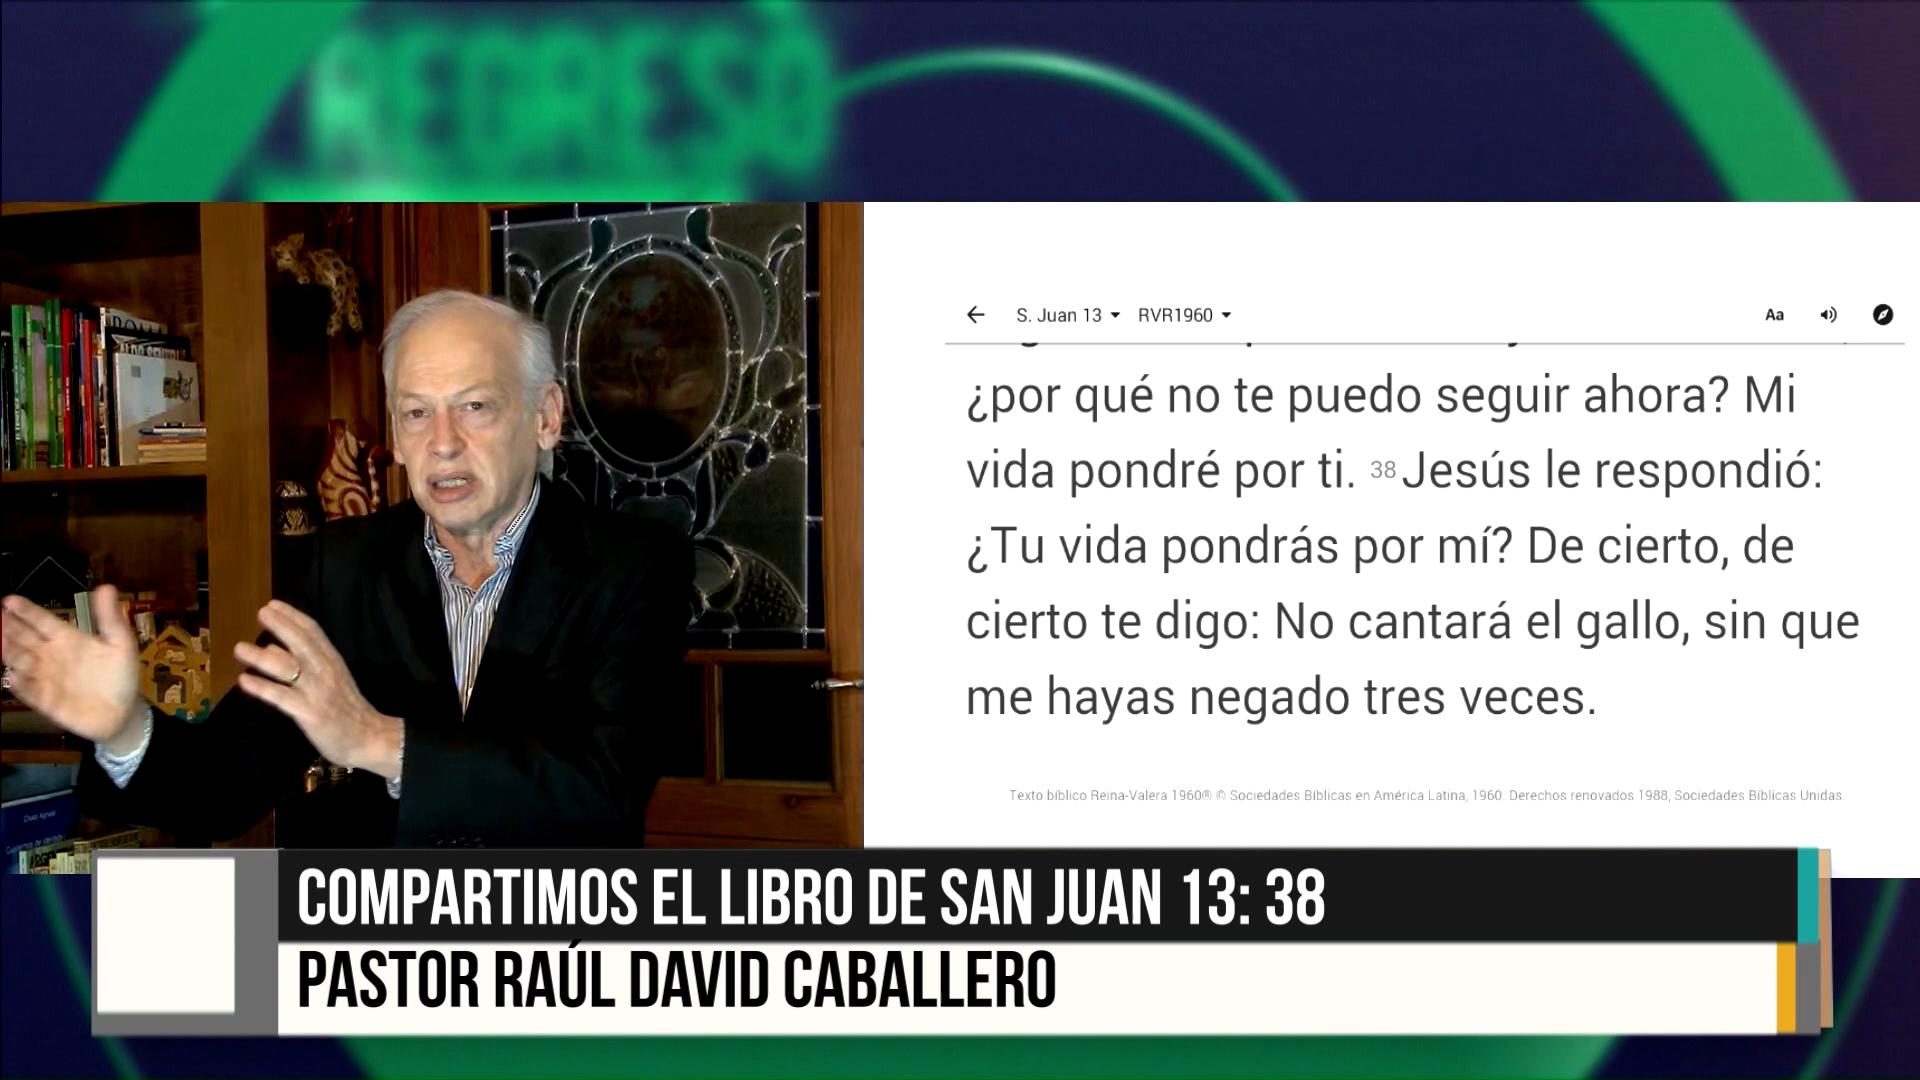 REGRESO
S. Juan 13
RVR1960
Aa
¿por qué no te puedo seguir ahora? Mi
vida pondré por ti. 38 Jesús le respondió:
¿Tu vida pondrás por mí? De cierto, de
cierto te digo: No cantará el gallo, sin que
me hayas negado tres veces.
Texto bíblico Reina-Valera 1960® © Sociedades Bíblicas en América Latina, 1960. Derechos renovados 1988, Sociedades Bíblicas Unidas.
COMPARTIMOS EL LIBRO DE SAN JUAN 13: 38
PASTOR RAÚL DAVID CABALLERO